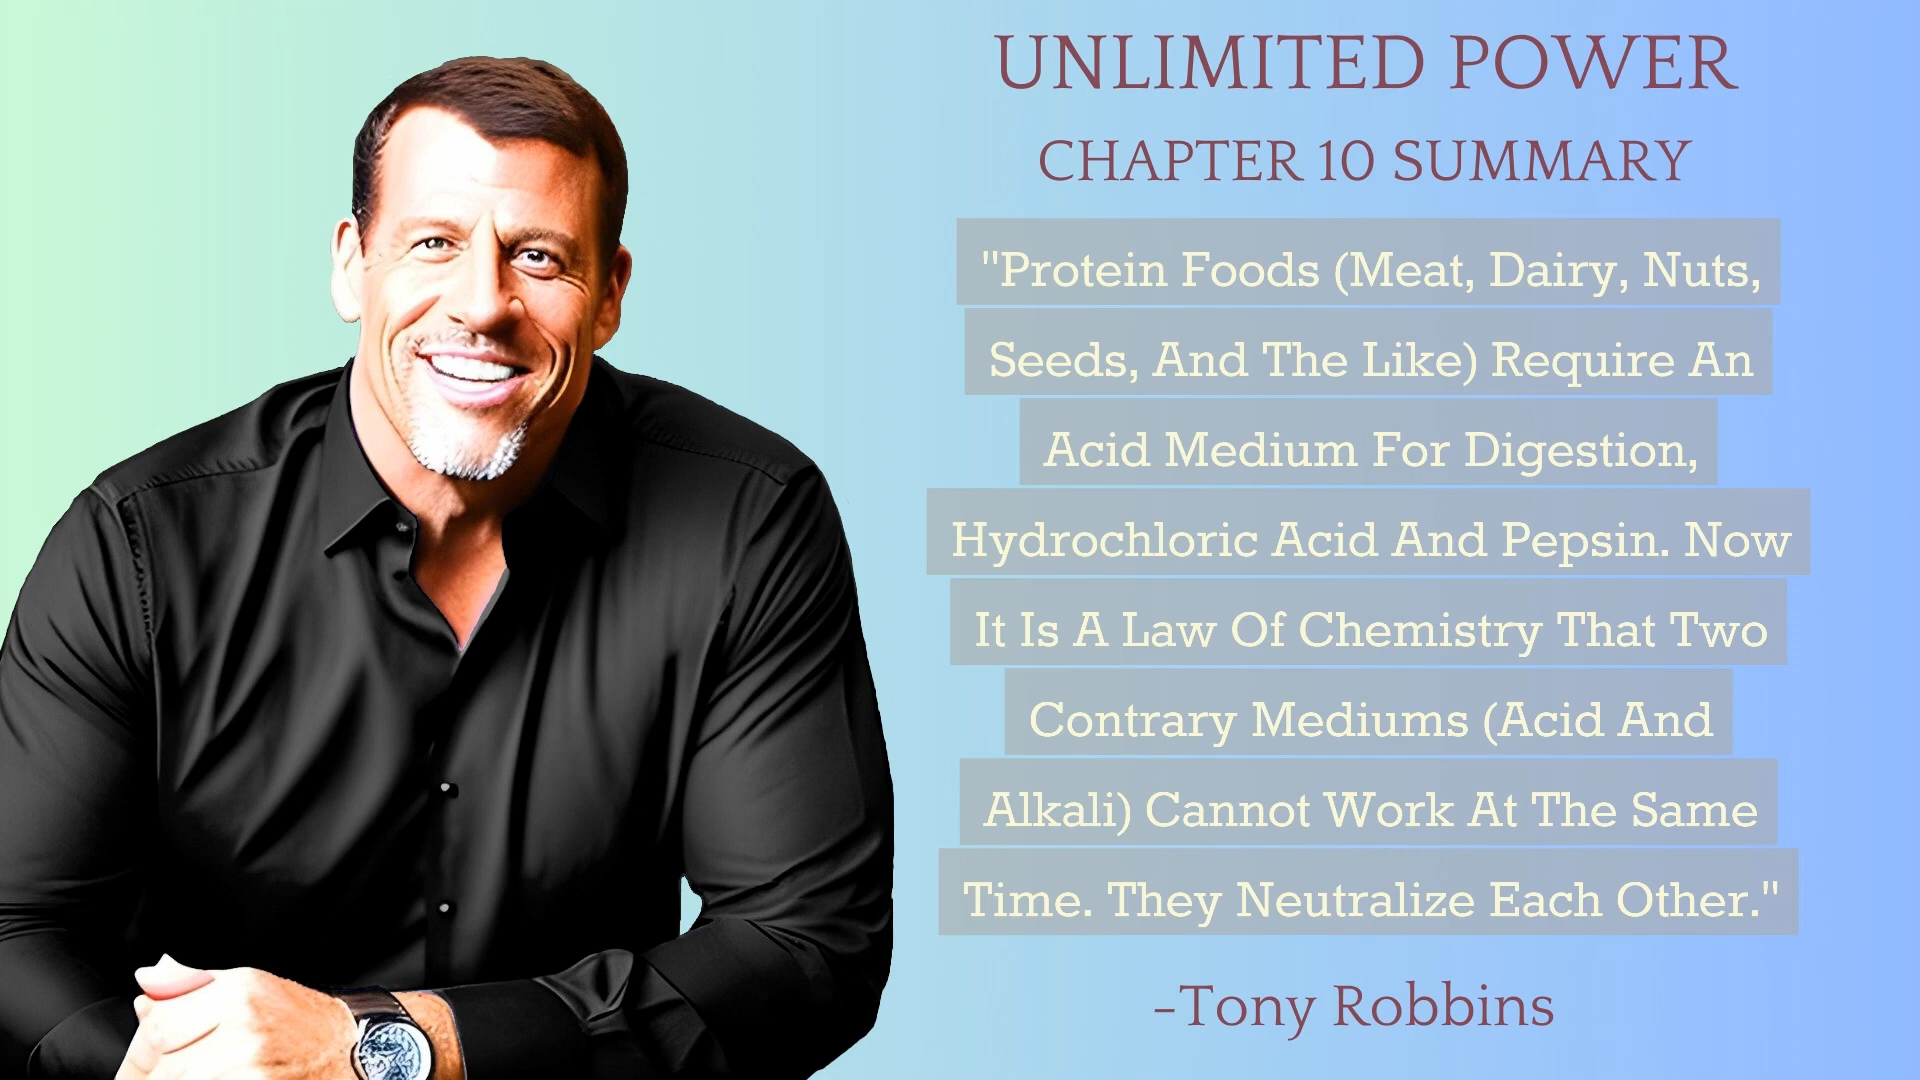 UNLIMITED POWER
CHAPTER 10 SUMMARY
"Protein Foods (Meat, Dairy, Nuts,
Seeds, And The Like) Require An
Acid Medium For Digestion,
Hydrochloric Acid And Pepsin. Now
It Is A Law Of Chemistry That Two
Contrary Mediums (Acid And
Alkali) Cannot Work At The Same
Time. They Neutralize Each Other."
-Tony Robbins